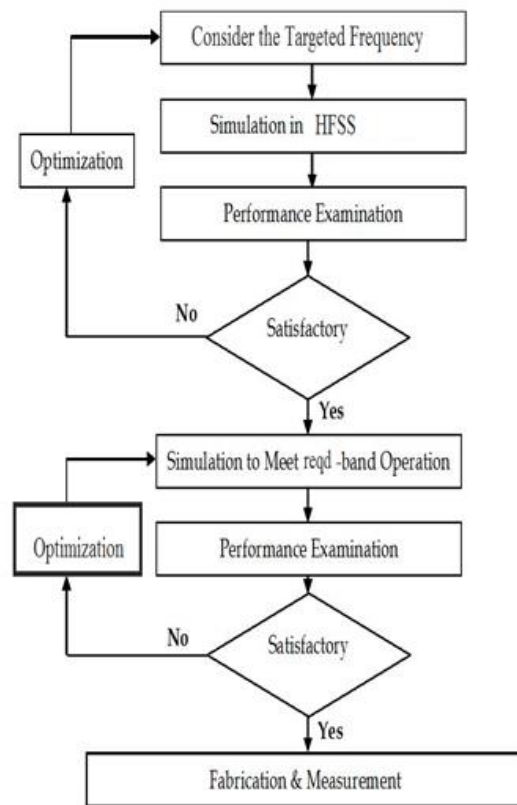 Consider the Targeted Frequency
Simulation in HFSS
Optimization
Performance Examination
No
Satisfactory
Yes
Simulation to Meet reqd -band Operation
Optimization
Performance Examination
No
Satisfactory
Yes
Fabrication & Measurement